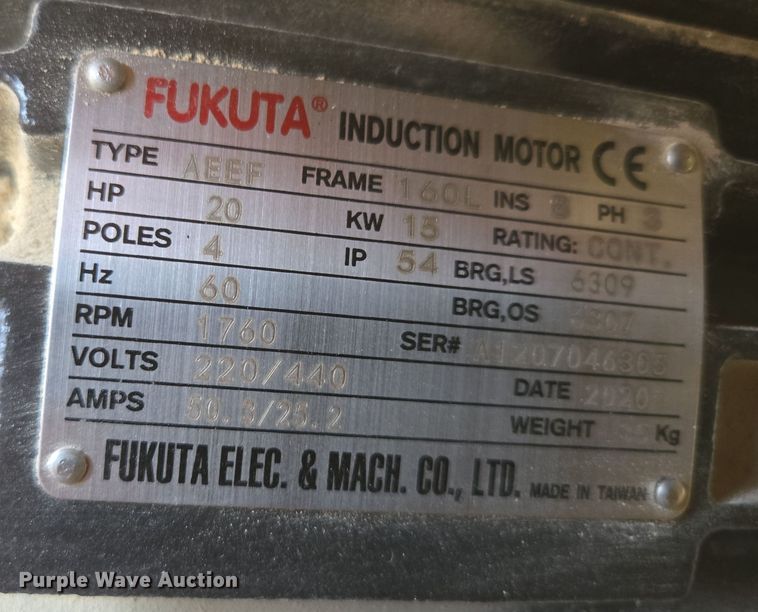 FUKUTA® INDUCTION MOTOR CE
TYPE AEEF FRAME 160L INS PH 3
HP 20 KW 15 RATING: CONT.
POLES 4 IP 54 BRG,LS 6309
Hz 60 BRG,OS
RPM 1760 SER#
VOLTS 220/440 DATE 2020
AMPS 50.3/25.2 WEIGHT Kg
FUKUTA ELEC. & MACH. CO., LTD. MADE IN TAIWAN
Purple Wave Auction